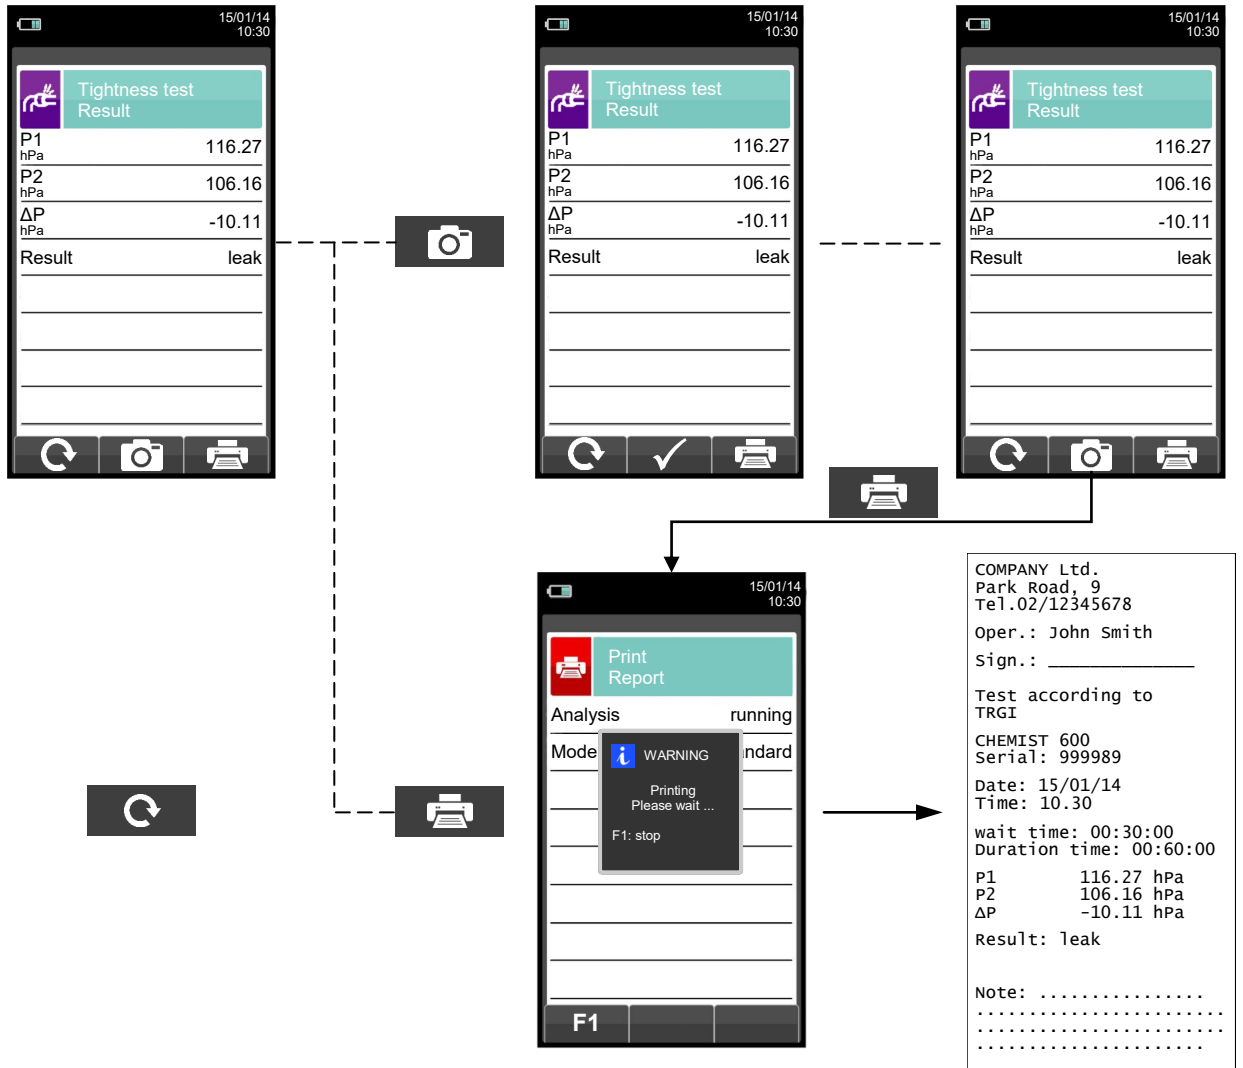 15/01/14
10:30
Tightness test
Result
P1
hPa
116.27
P2
hPa
106.16
ΔP
hPa
-10.11
Result leak
15/01/14
10:30
Tightness test
Result
P1
hPa
116.27
P2
hPa
106.16
ΔP
hPa
-10.11
Result leak
15/01/14
10:30
Tightness test
Result
P1
hPa
116.27
P2
hPa
106.16
ΔP
hPa
-10.11
Result leak
15/01/14
10:30
Print
Report
Analysis running
Mode ndard
i WARNING
Printing
Please wait ...
F1: stop
F1
COMPANY Ltd.
Park Road, 9
Tel.02/12345678
Oper.: John Smith
Sign.: ______________
Test according to
TRGI
CHEMIST 600
Serial: 999989
Date: 15/01/14
Time: 10.30
wait time: 00:30:00
Duration time: 00:60:00
P1 116.27 hPa
P2 106.16 hPa
ΔP -10.11 hPa
Result: leak
Note: ................
........................
........................
......................